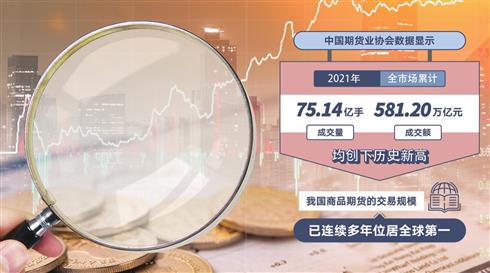 中国期货业协会数据显示
2021年 全市场累计
75.14亿手 581.20万亿元
成交量 成交额
均创下历史新高
我国商品期货的交易规模
已连续多年位居全球第一